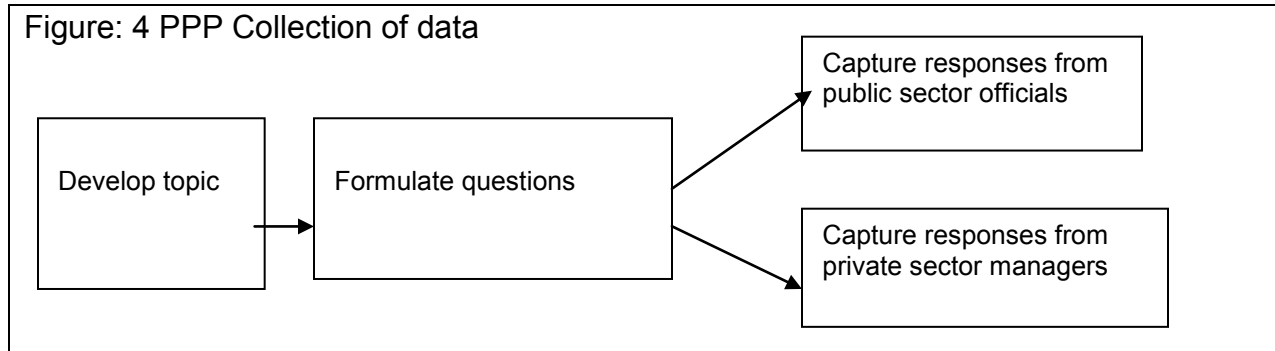 Figure: 4 PPP Collection of data
Develop topic
Formulate questions
Capture responses from
public sector officials
Capture responses from
private sector managers